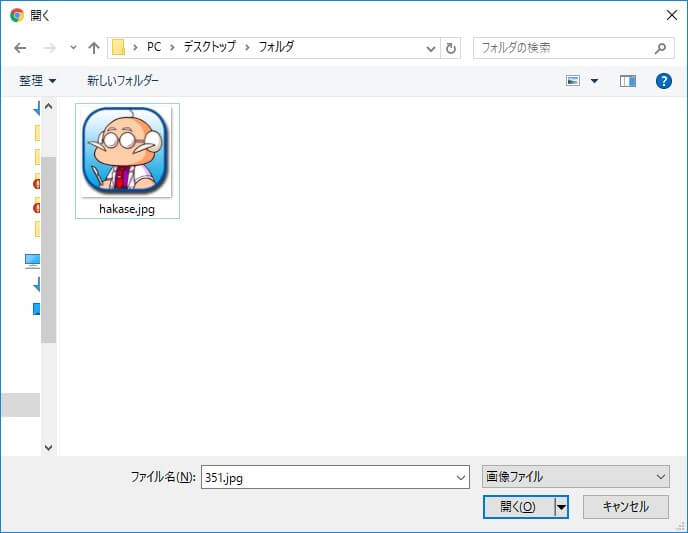 開く
PC > デスクトップ > フォルダ
フォルダの検索
整理
新しいフォルダー
hakase.jpg
ファイル名(N):
351.jpg
画像ファイル
開く(O)
キャンセル